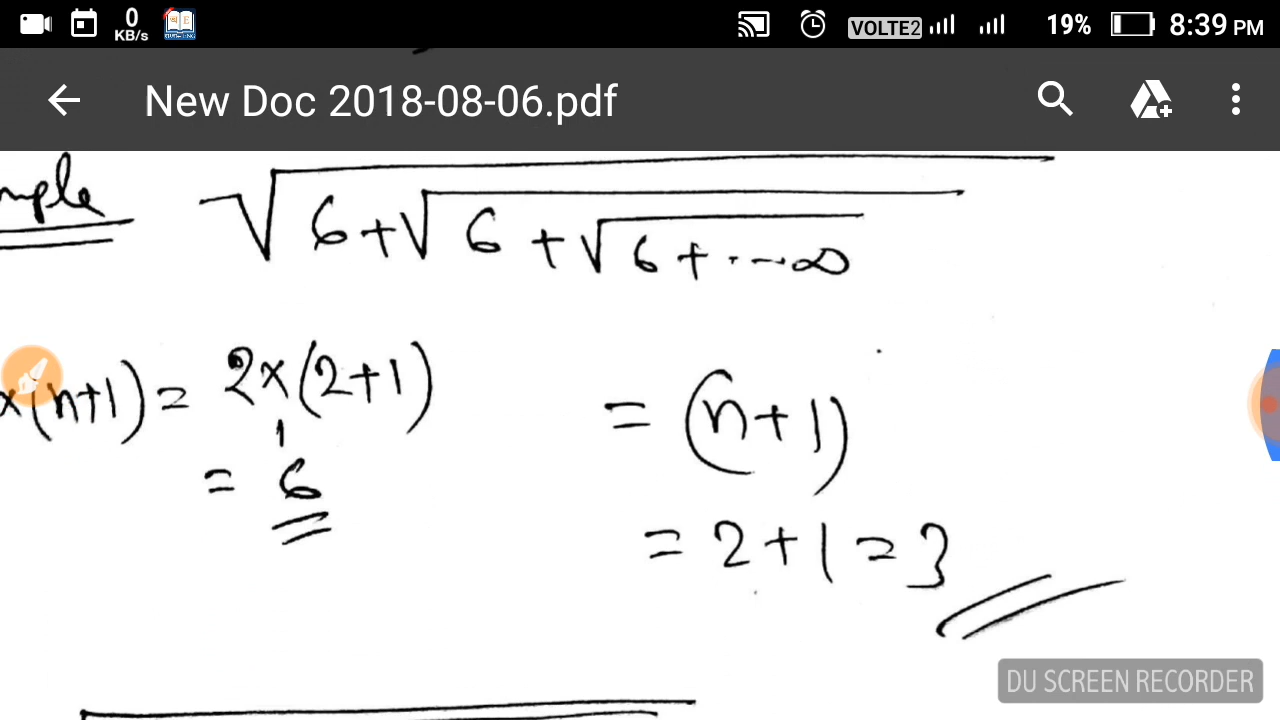 0 KB/s VOLTE2 19% 8:39 PM
New Doc 2018-08-06.pdf
mple √6+√6+√6+...∞
x(n+1) = 2x(2+1)
= 6
= (n+1)
= 2+1=3
DU SCREEN RECORDER